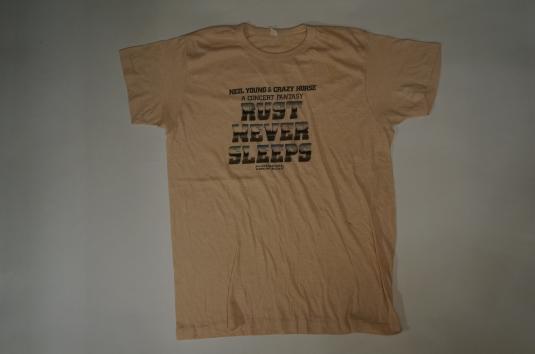 NEIL YOUNG & CRAZY HORSE
A CONCERT FANTASY
RUST
NEVER
SLEEPS